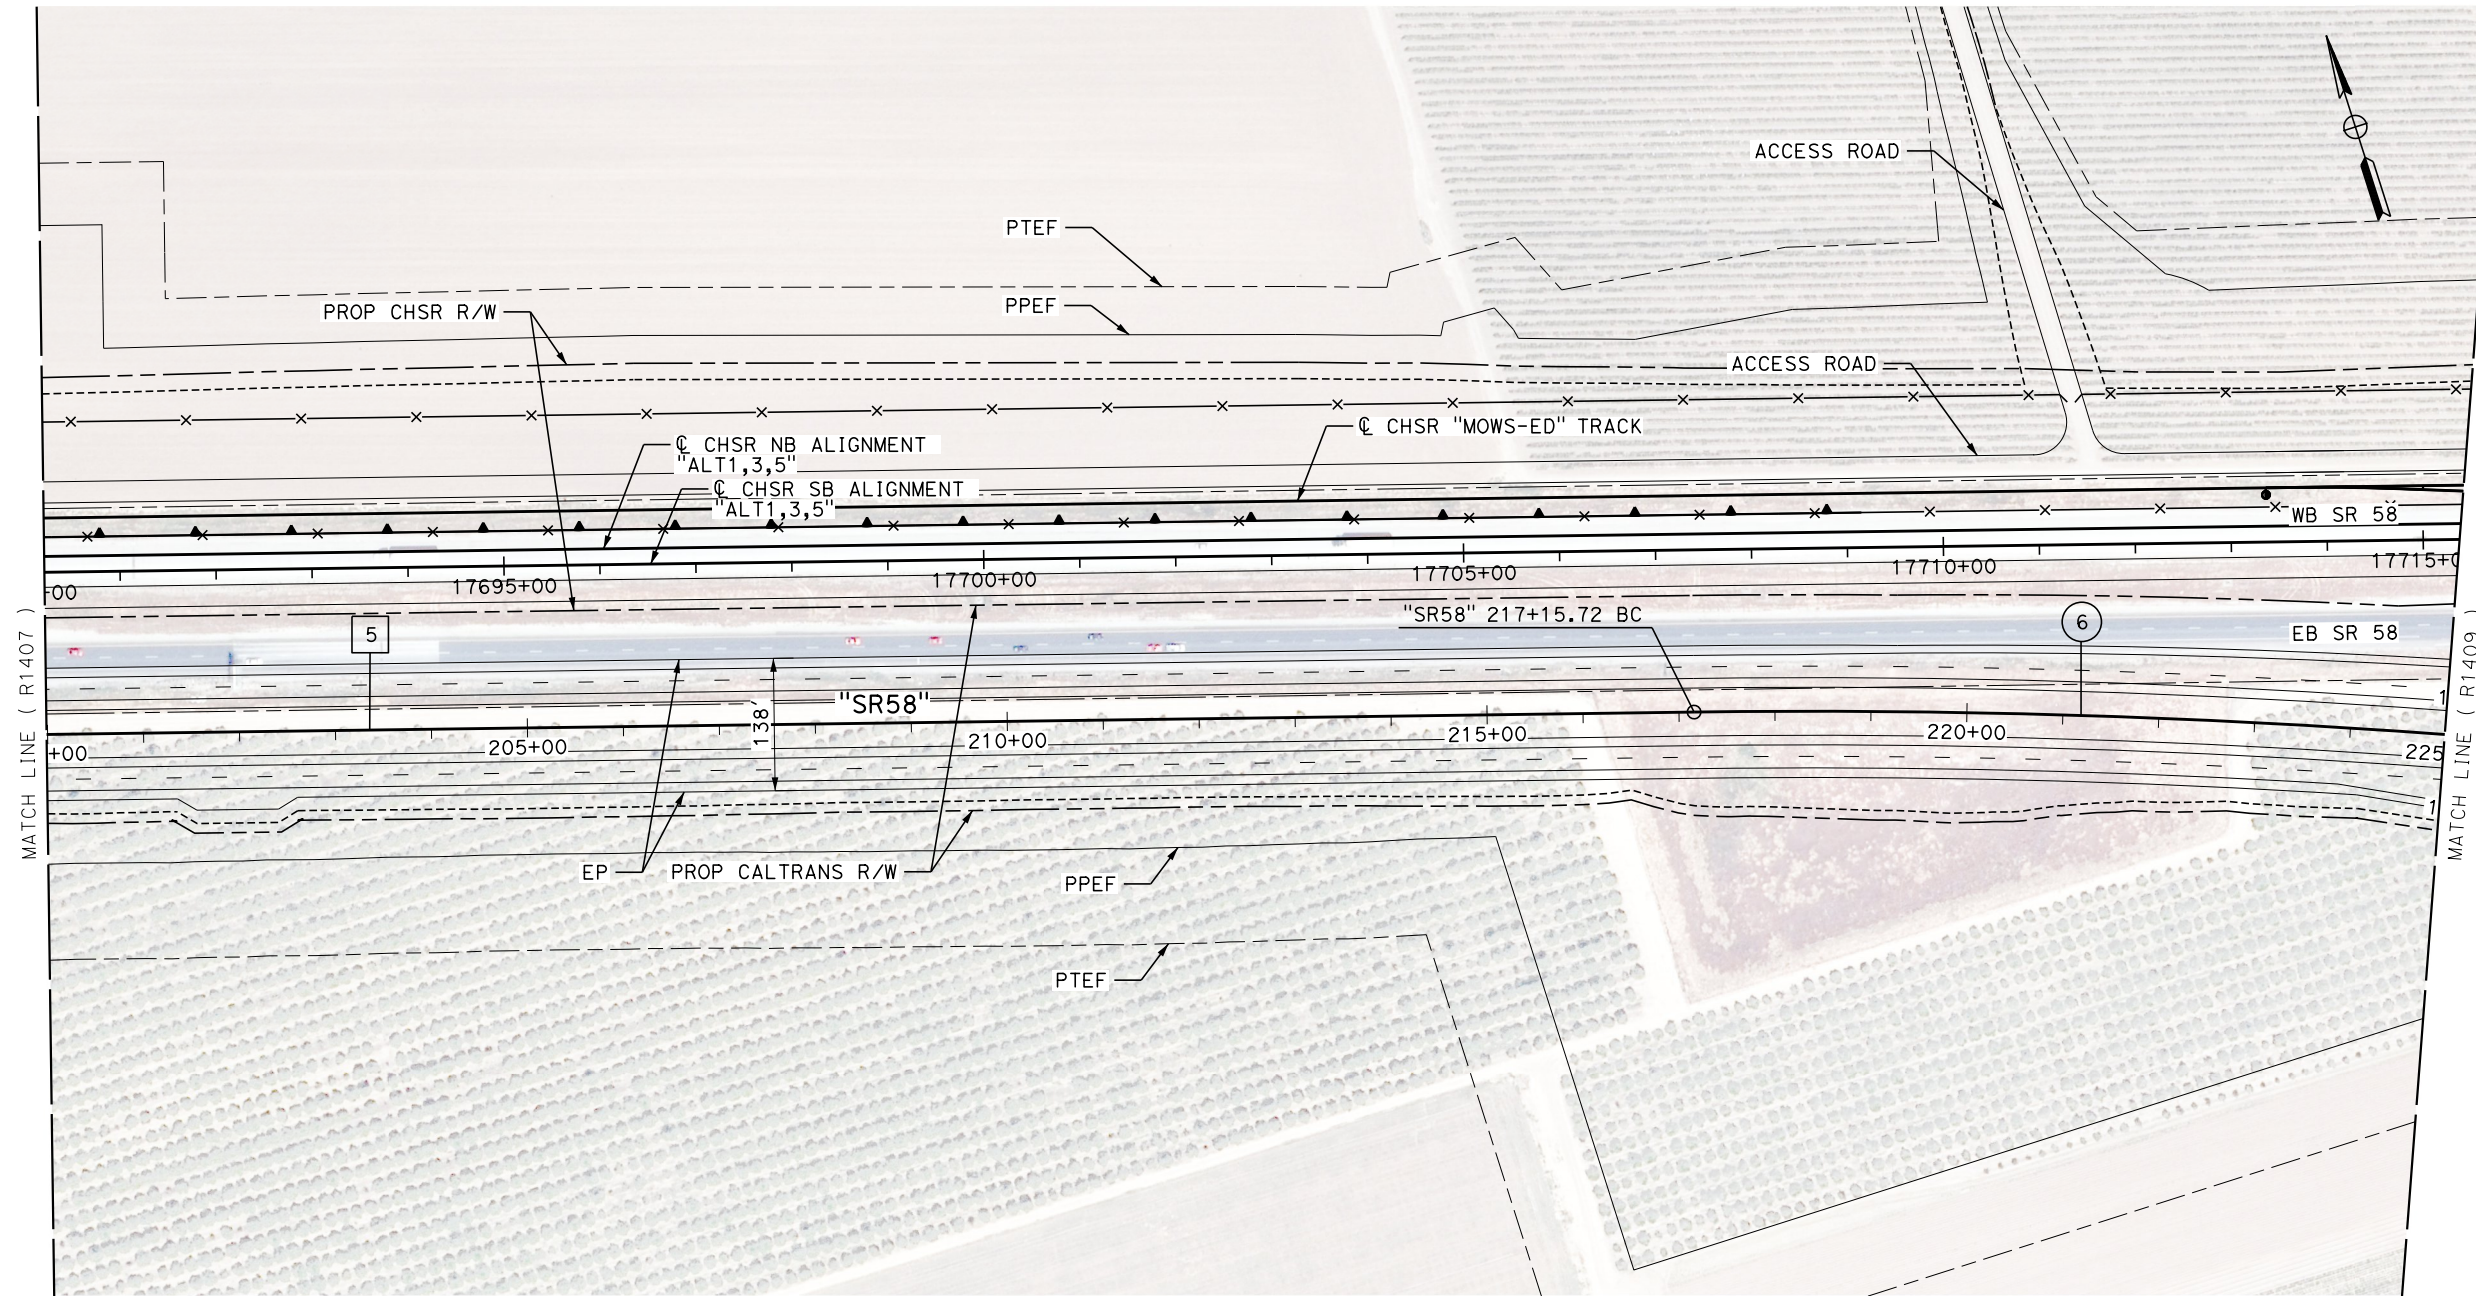 ACCESS ROAD
PTEF
PPEF
PROP CHSR R/W
ACCESS ROAD
℄ CHSR "MOWS-ED" TRACK
℄ CHSR NB ALIGNMENT
"ALT1,3,5"
℄ CHSR SB ALIGNMENT
"ALT1,3,5"
WB SR 58
+00
17695+00
17700+00
17705+00
17710+00
17715+0
"SR58" 217+15.72 BC
5
6
EB SR 58
MATCH LINE ( R1407 )
MATCH LINE ( R1409 )
"SR58"
138
1
+00
205+00
210+00
215+00
220+00
225
1
EP
PROP CALTRANS R/W
PPEF
PTEF